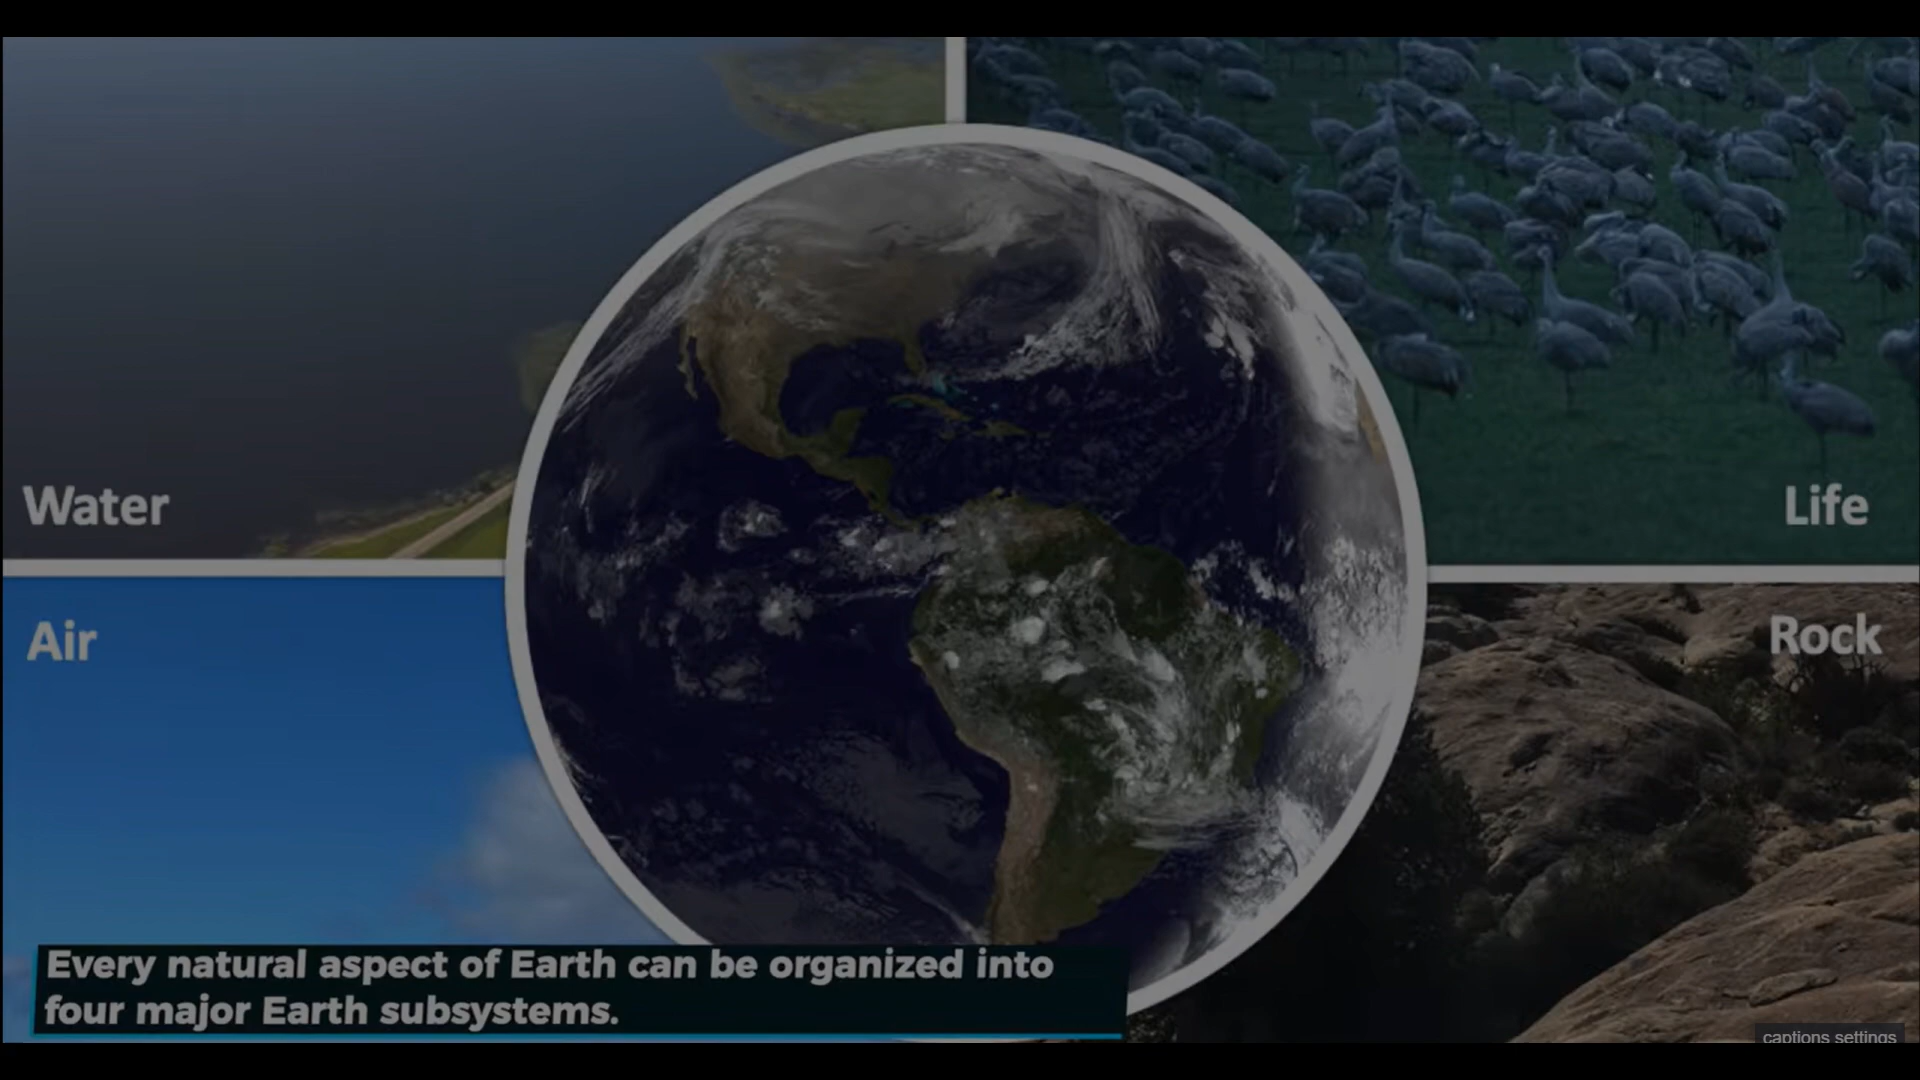 Water
Life
Air
Rock
Every natural aspect of Earth can be organized into
four major Earth subsystems.
captions settings